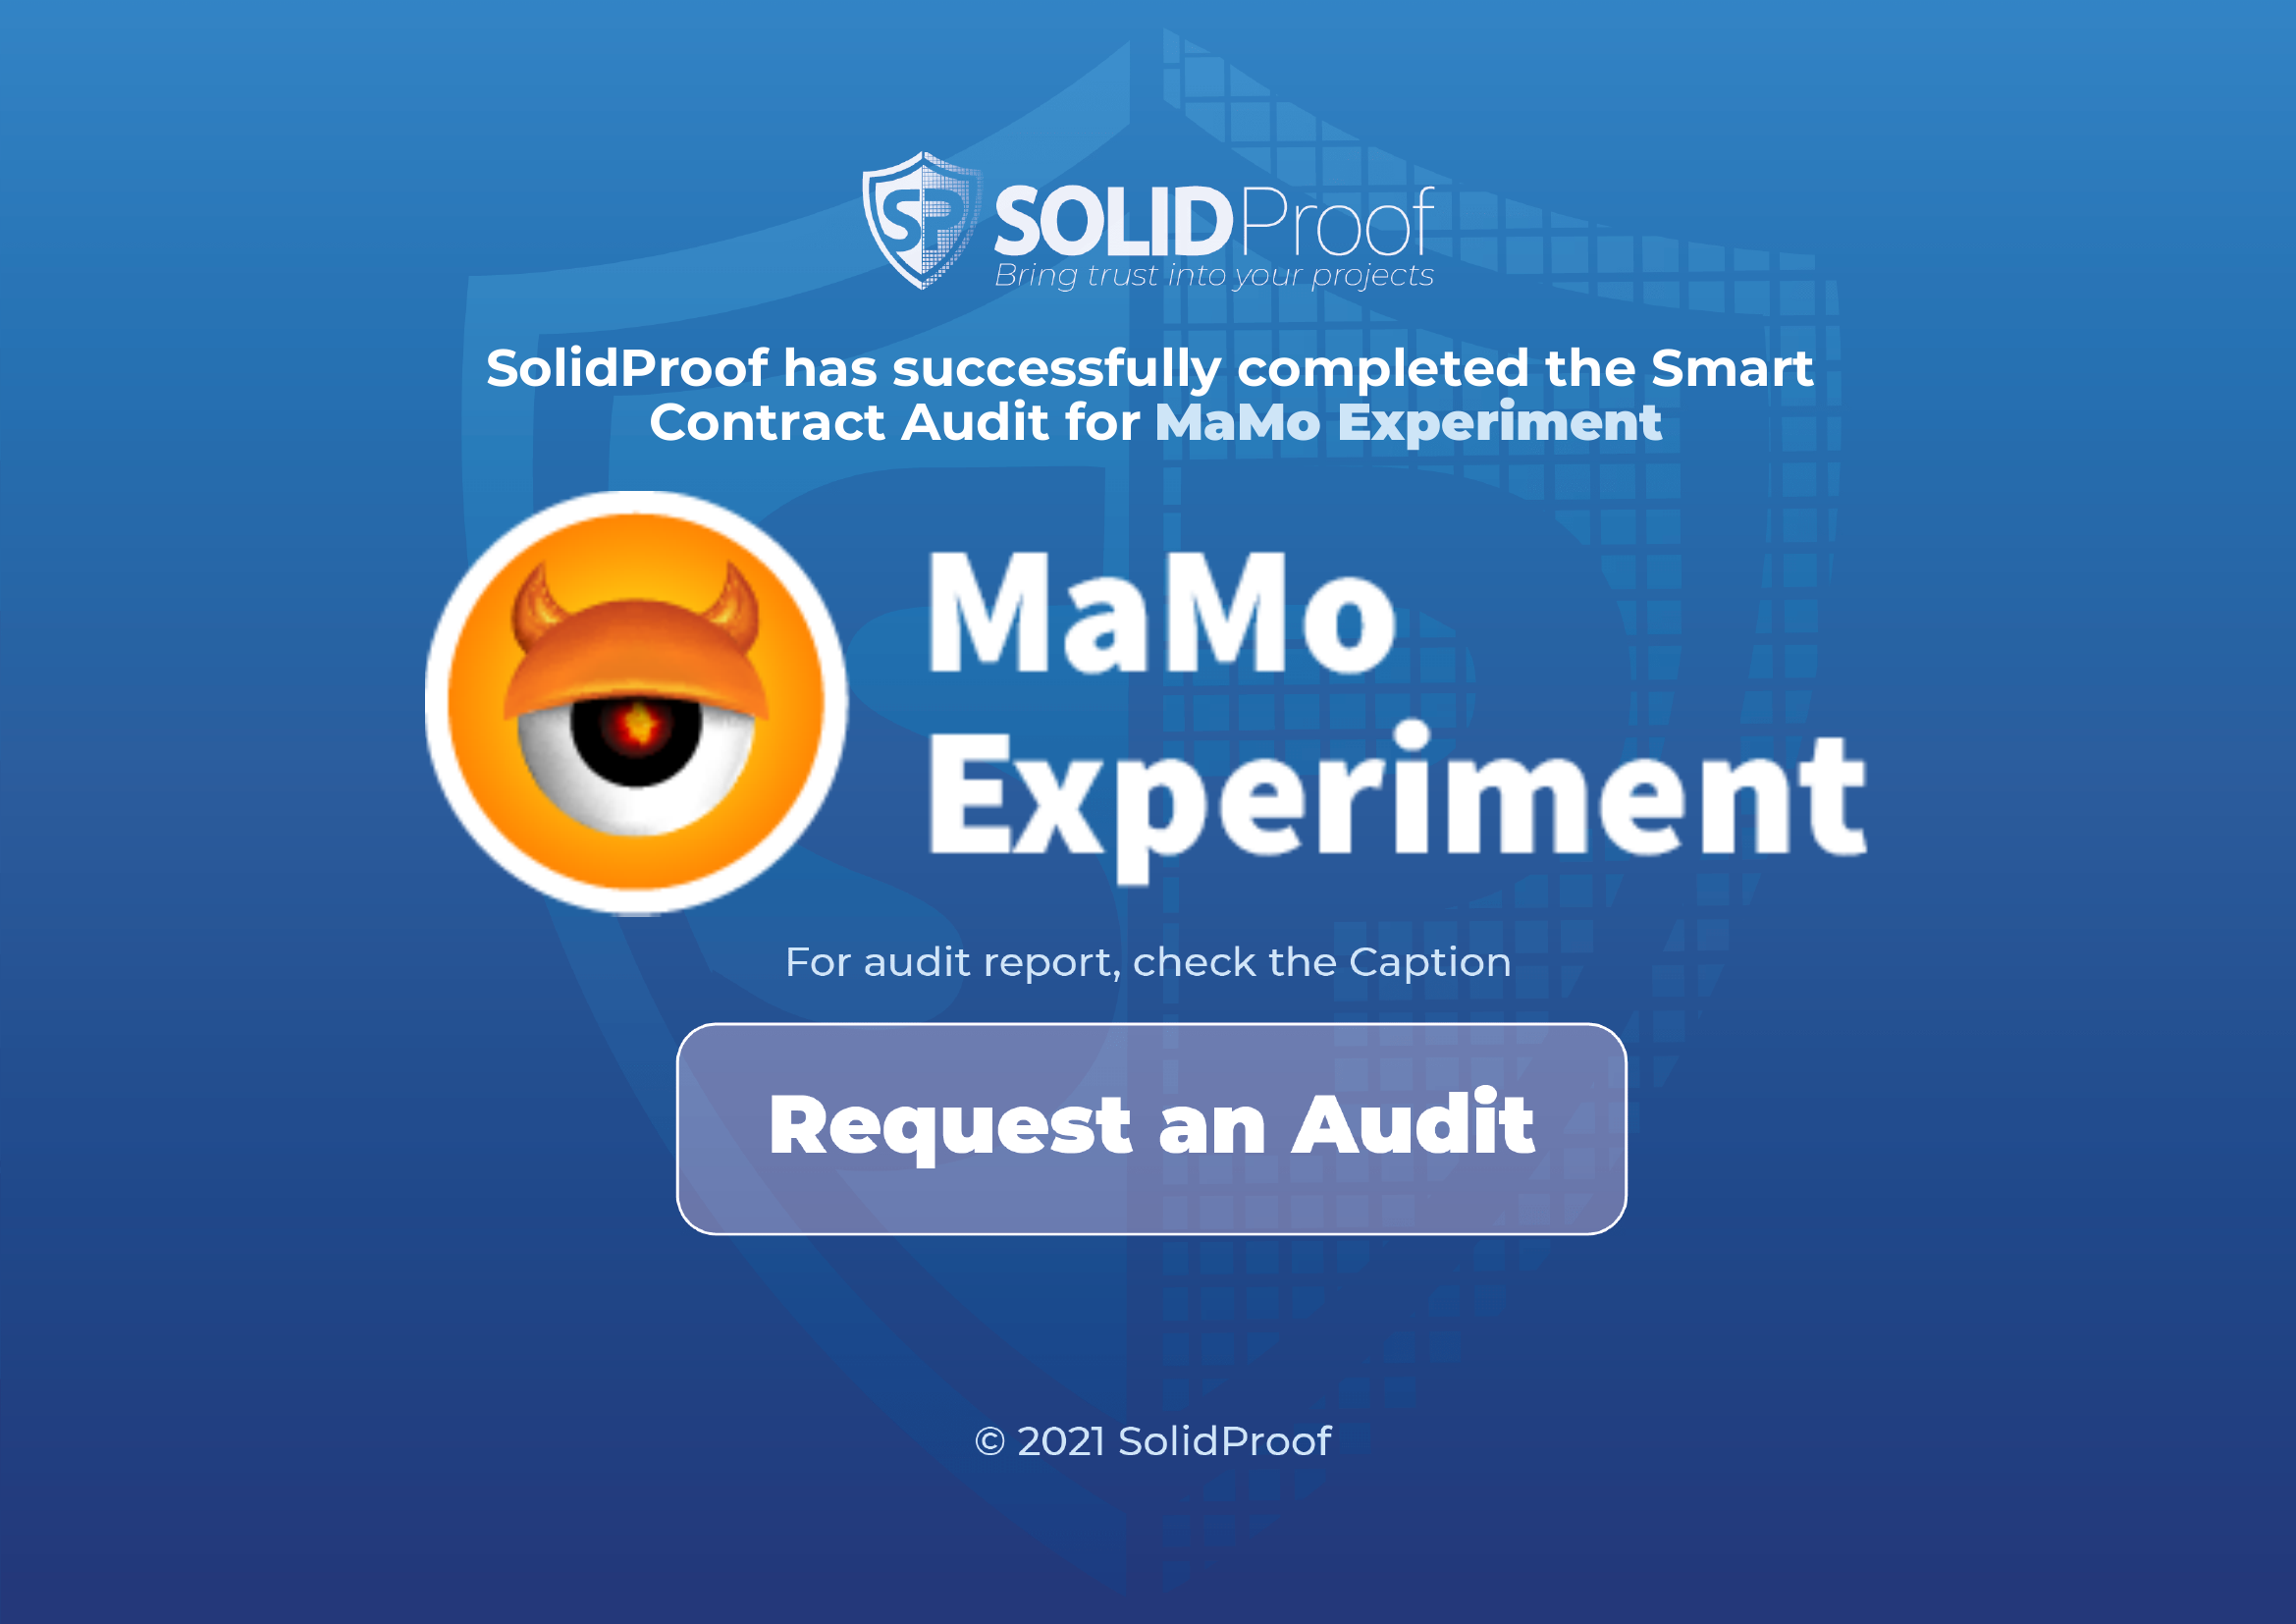 SP
SOLIDProof
Bring trust into your projects
SolidProof has successfully completed the Smart
Contract Audit for MaMo Experiment
MaMo
Experiment
For audit report, check the Caption
Request an Audit
© 2021 SolidProof